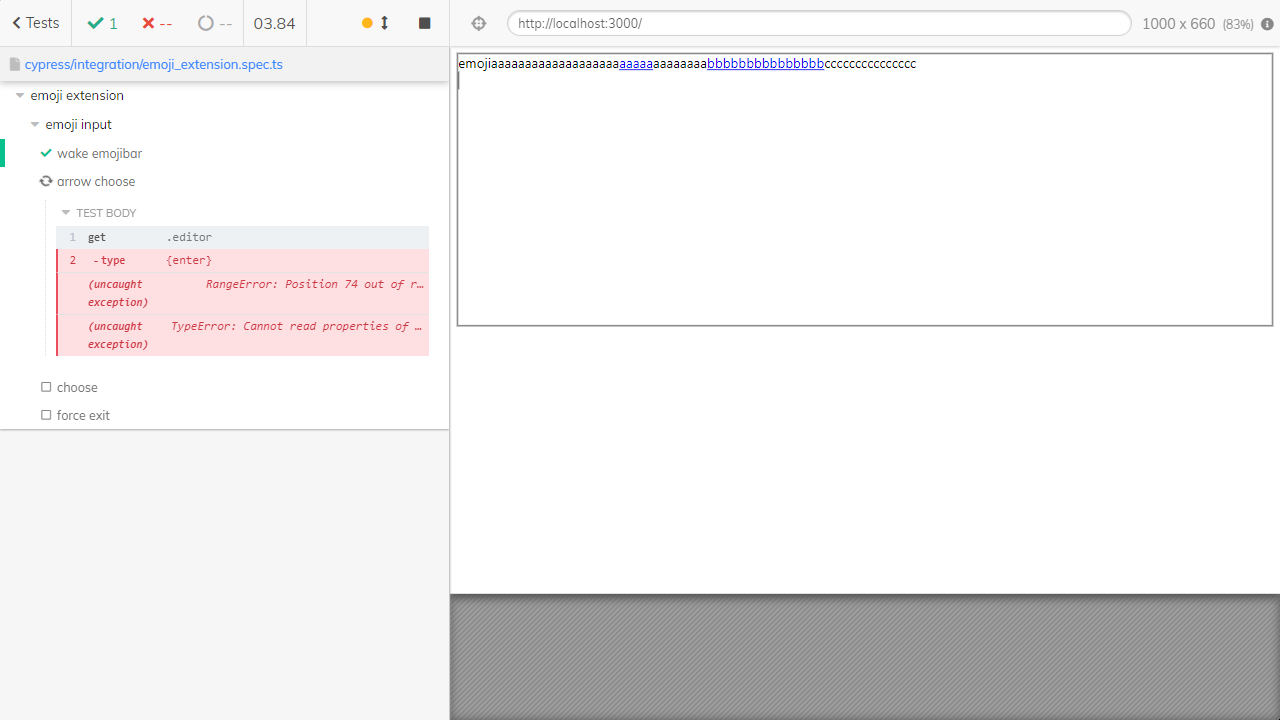 Tests 1 -- -- 03.84 http://localhost:3000/ 1000 x 660 (83%)
cypress/integration/emoji_extension.spec.ts
emoji extension
emoji input
wake emojibar
arrow choose
TEST BODY
1 get .editor
2 -type {enter}
(uncaught exception) RangeError: Position 74 out of r…
(uncaught exception) TypeError: Cannot read properties of …
choose
force exit
emojiaaaaaaaaaaaaaaaaaaaaaaaaaaaaaaaabbbbbbbbbbbbbbbccccccccccccccc